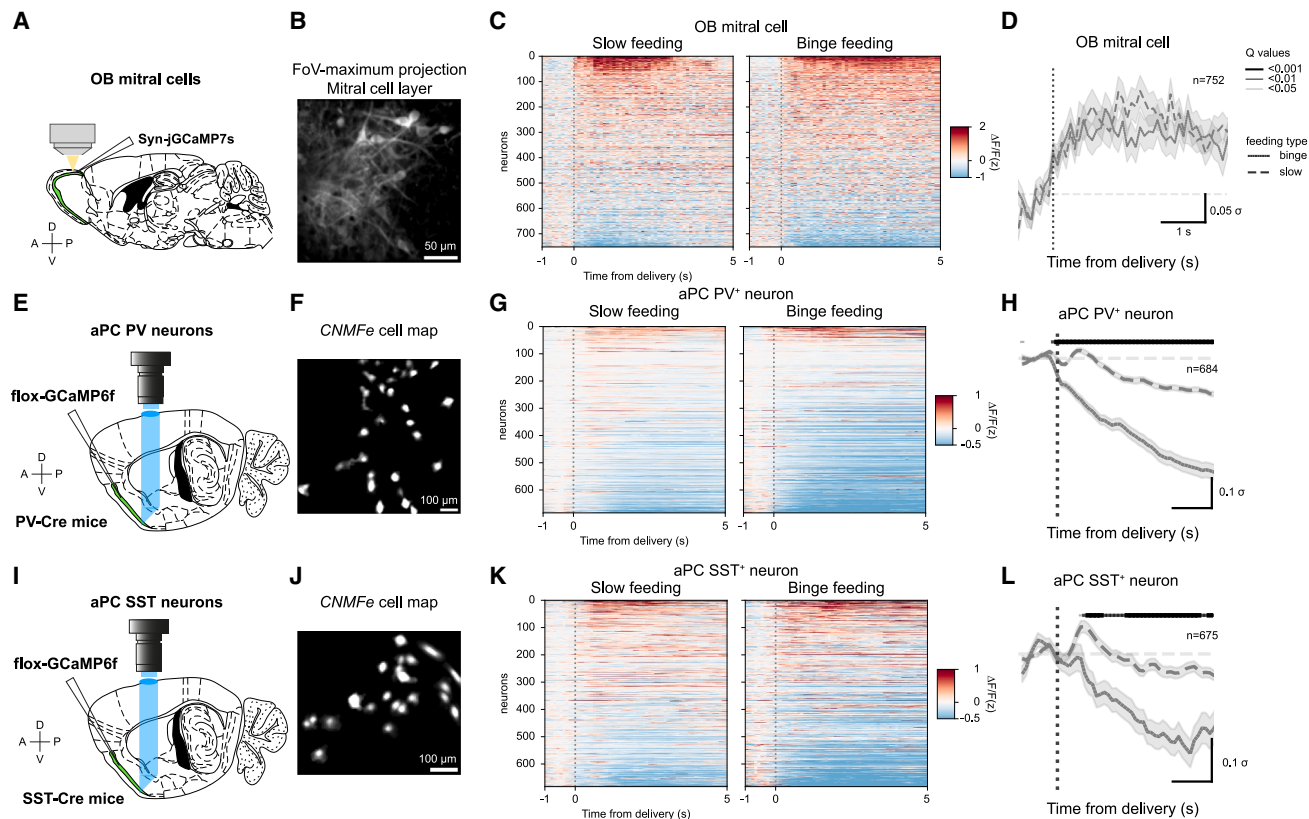 A
OB mitral cells
Syn-jGCaMP7s
D
A P
V
B
FoV-maximum projection
Mitral cell layer
50 µm
C
OB mitral cell
Slow feeding
Binge feeding
neurons
0
100
200
300
400
500
600
700
−1 0 5
−1 0 5
Time from delivery (s)
Time from delivery (s)
2
0
−1
ΔF/F(z)
D
OB mitral cell
n=752
Q values
<0.001
<0.01
<0.05
feeding type
binge
slow
0.05 σ
1 s
Time from delivery (s)
E
aPC PV neurons
flox-GCaMP6f
D
A P
V
PV-Cre mice
F
CNMFe cell map
100 µm
G
aPC PV⁺ neuron
Slow feeding
Binge feeding
neurons
0
100
200
300
400
500
600
−1 0 5
−1 0 5
Time from delivery (s)
1
0
−0.5
ΔF/F(z)
H
aPC PV⁺ neuron
n=684
0.1 σ
Time from delivery (s)
I
aPC SST neurons
flox-GCaMP6f
D
A P
V
SST-Cre mice
J
CNMFe cell map
100 µm
K
aPC SST⁺ neuron
Slow feeding
Binge feeding
neurons
0
100
200
300
400
500
600
−1 0 5
−1 0 5
Time from delivery (s)
1
0
−0.5
ΔF/F(z)
L
aPC SST⁺ neuron
n=675
0.1 σ
Time from delivery (s)